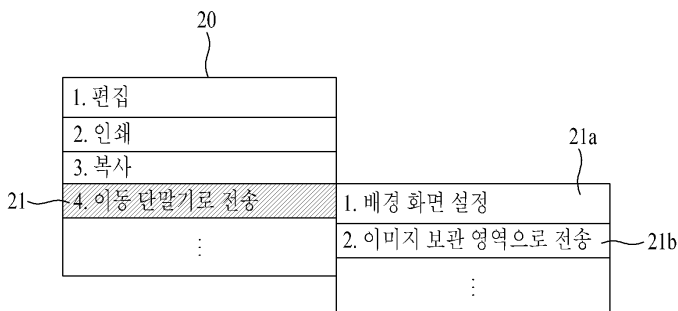 20
1. 편집
2. 인쇄
3. 복사
21a
21
4. 이동 단말기로 전송
1. 배경 화면 설정
2. 이미지 보관 영역으로 전송
21b
⋮
⋮